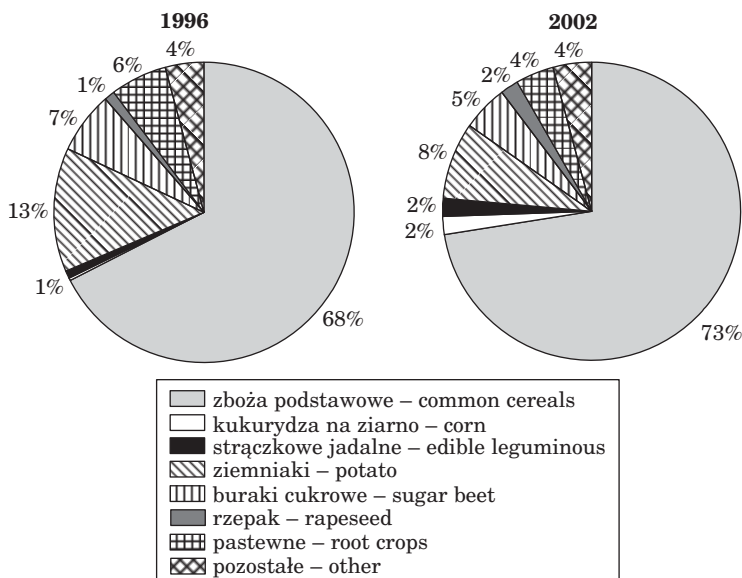 1996
4%
6%
1%
7%
13%
1%
68%
2002
4%
4%
2%
5%
8%
2%
2%
73%
zboża podstawowe – common cereals
kukurydza na ziarno – corn
strączkowe jadalne – edible leguminous
ziemniaki – potato
buraki cukrowe – sugar beet
rzepak – rapeseed
pastewne – root crops
pozostałe – other